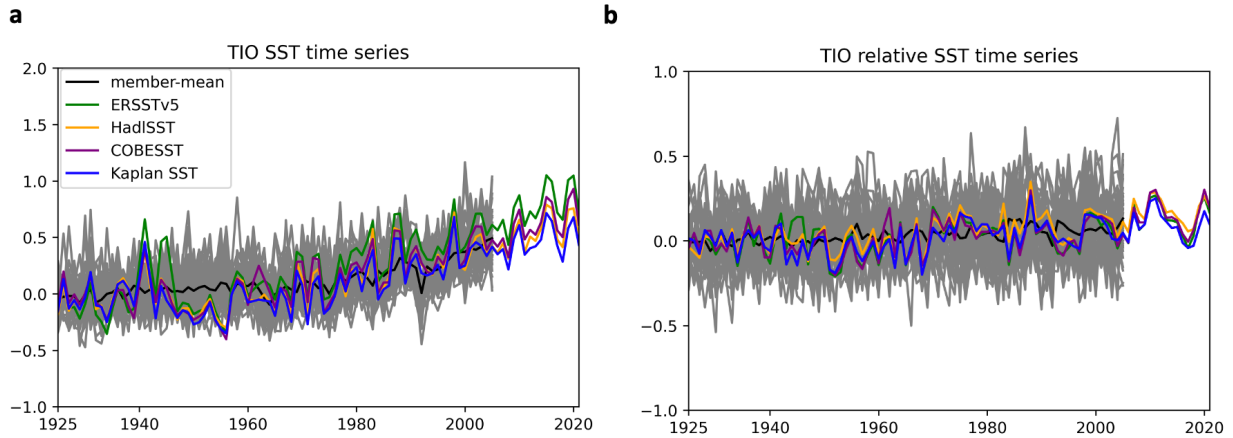 a
TIO SST time series
2.0
1.5
1.0
0.5
0.0
−0.5
−1.0
1925
1940
1960
1980
2000
2020
member-mean
ERSSTv5
HadISST
COBESST
Kaplan SST
b
TIO relative SST time series
1.0
0.5
0.0
−0.5
−1.0
1925
1940
1960
1980
2000
2020